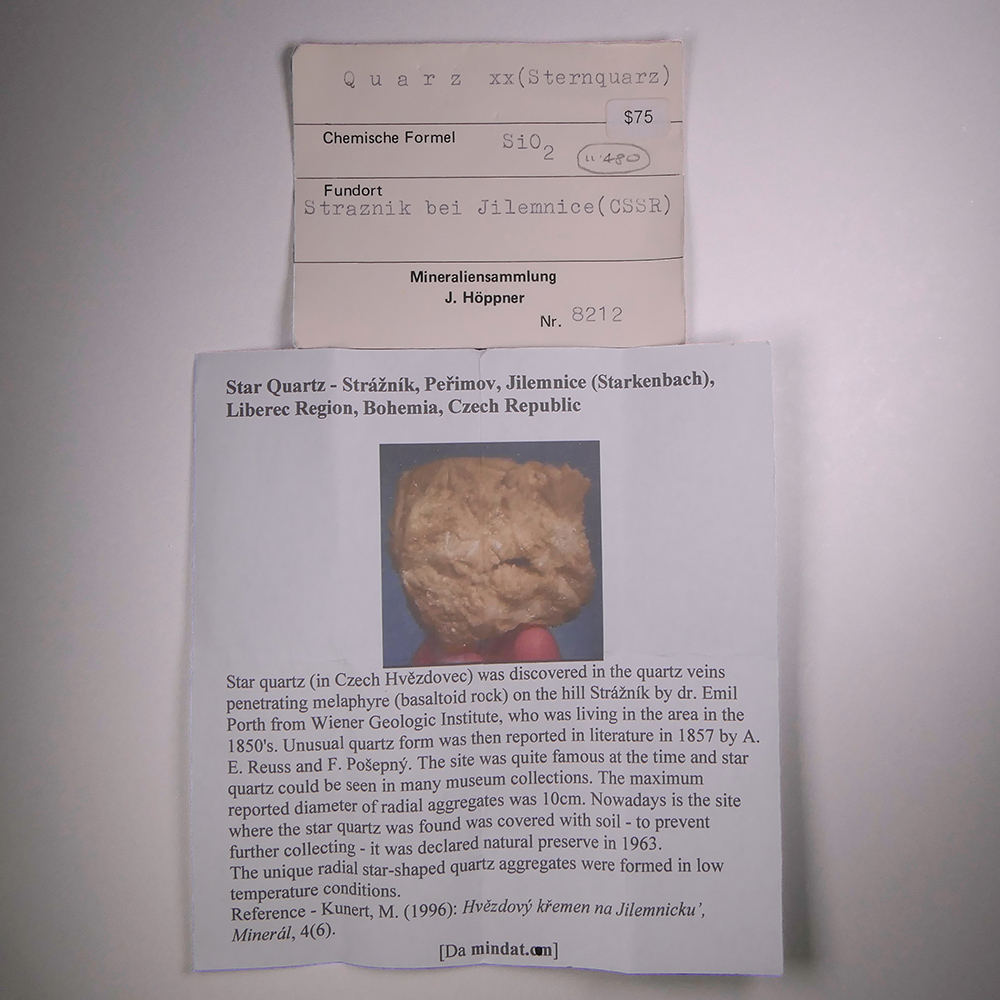 Quarz xx(Sternquarz)
$75
Chemische Formel SiO2
Fundort
Straznik bei Jilemnice(CSSR)
Mineraliensammlung
J. Höppner
Nr. 8212
Star Quartz - Strážník, Peřimov, Jilemnice (Starkenbach),
Liberec Region, Bohemia, Czech Republic
Star quartz (in Czech Hvězdovec) was discovered in the quartz veins
penetrating melaphyre (basaltoid rock) on the hill Strážník by dr. Emil
Porth from Wiener Geologic Institute, who was living in the area in the
1850's. Unusual quartz form was then reported in literature in 1857 by A.
E. Reuss and F. Pošepný. The site was quite famous at the time and star
quartz could be seen in many museum collections. The maximum
reported diameter of radial aggregates was 10cm. Nowadays is the site
where the star quartz was found was covered with soil - to prevent
further collecting - it was declared natural preserve in 1963.
The unique radial star-shaped quartz aggregates were formed in low
temperature conditions.
Reference - Kunert, M. (1996): Hvězdový křemen na Jilemnicku',
Minerál, 4(6).
[Da mindat.com]